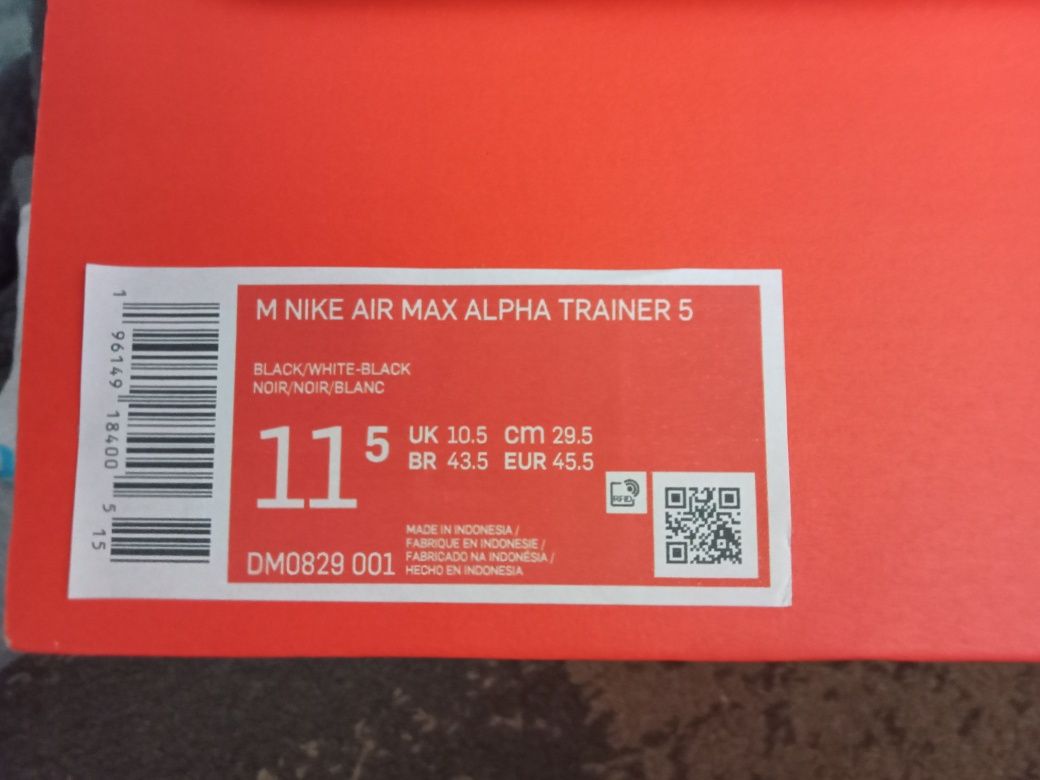 M NIKE AIR MAX ALPHA TRAINER 5
BLACK/WHITE-BLACK
NOIR/NOIR/BLANC
11 5
UK 10.5 cm 29.5
BR 43.5 EUR 45.5
RFID
MADE IN INDONESIA /
FABRIQUE EN INDONESIE /
FABRICADO NA INDONÉSIA /
HECHO EN INDONESIA
DM0829 001
1 96149 18400 5 15